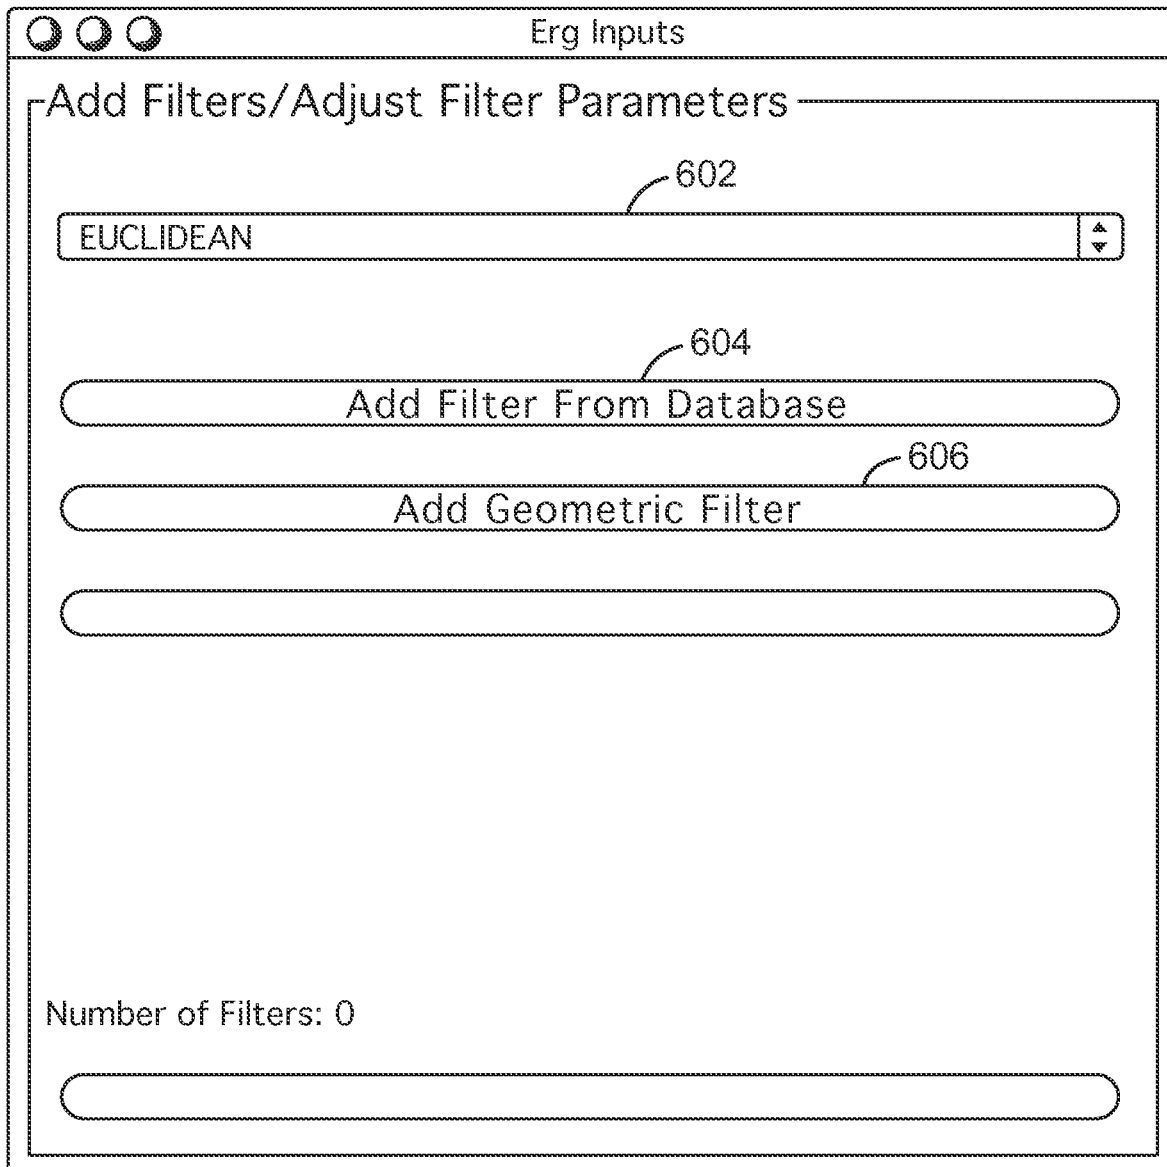 Erg Inputs
Add Filters/Adjust Filter Parameters
602
EUCLIDEAN
604
Add Filter From Database
606
Add Geometric Filter
Number of Filters: 0